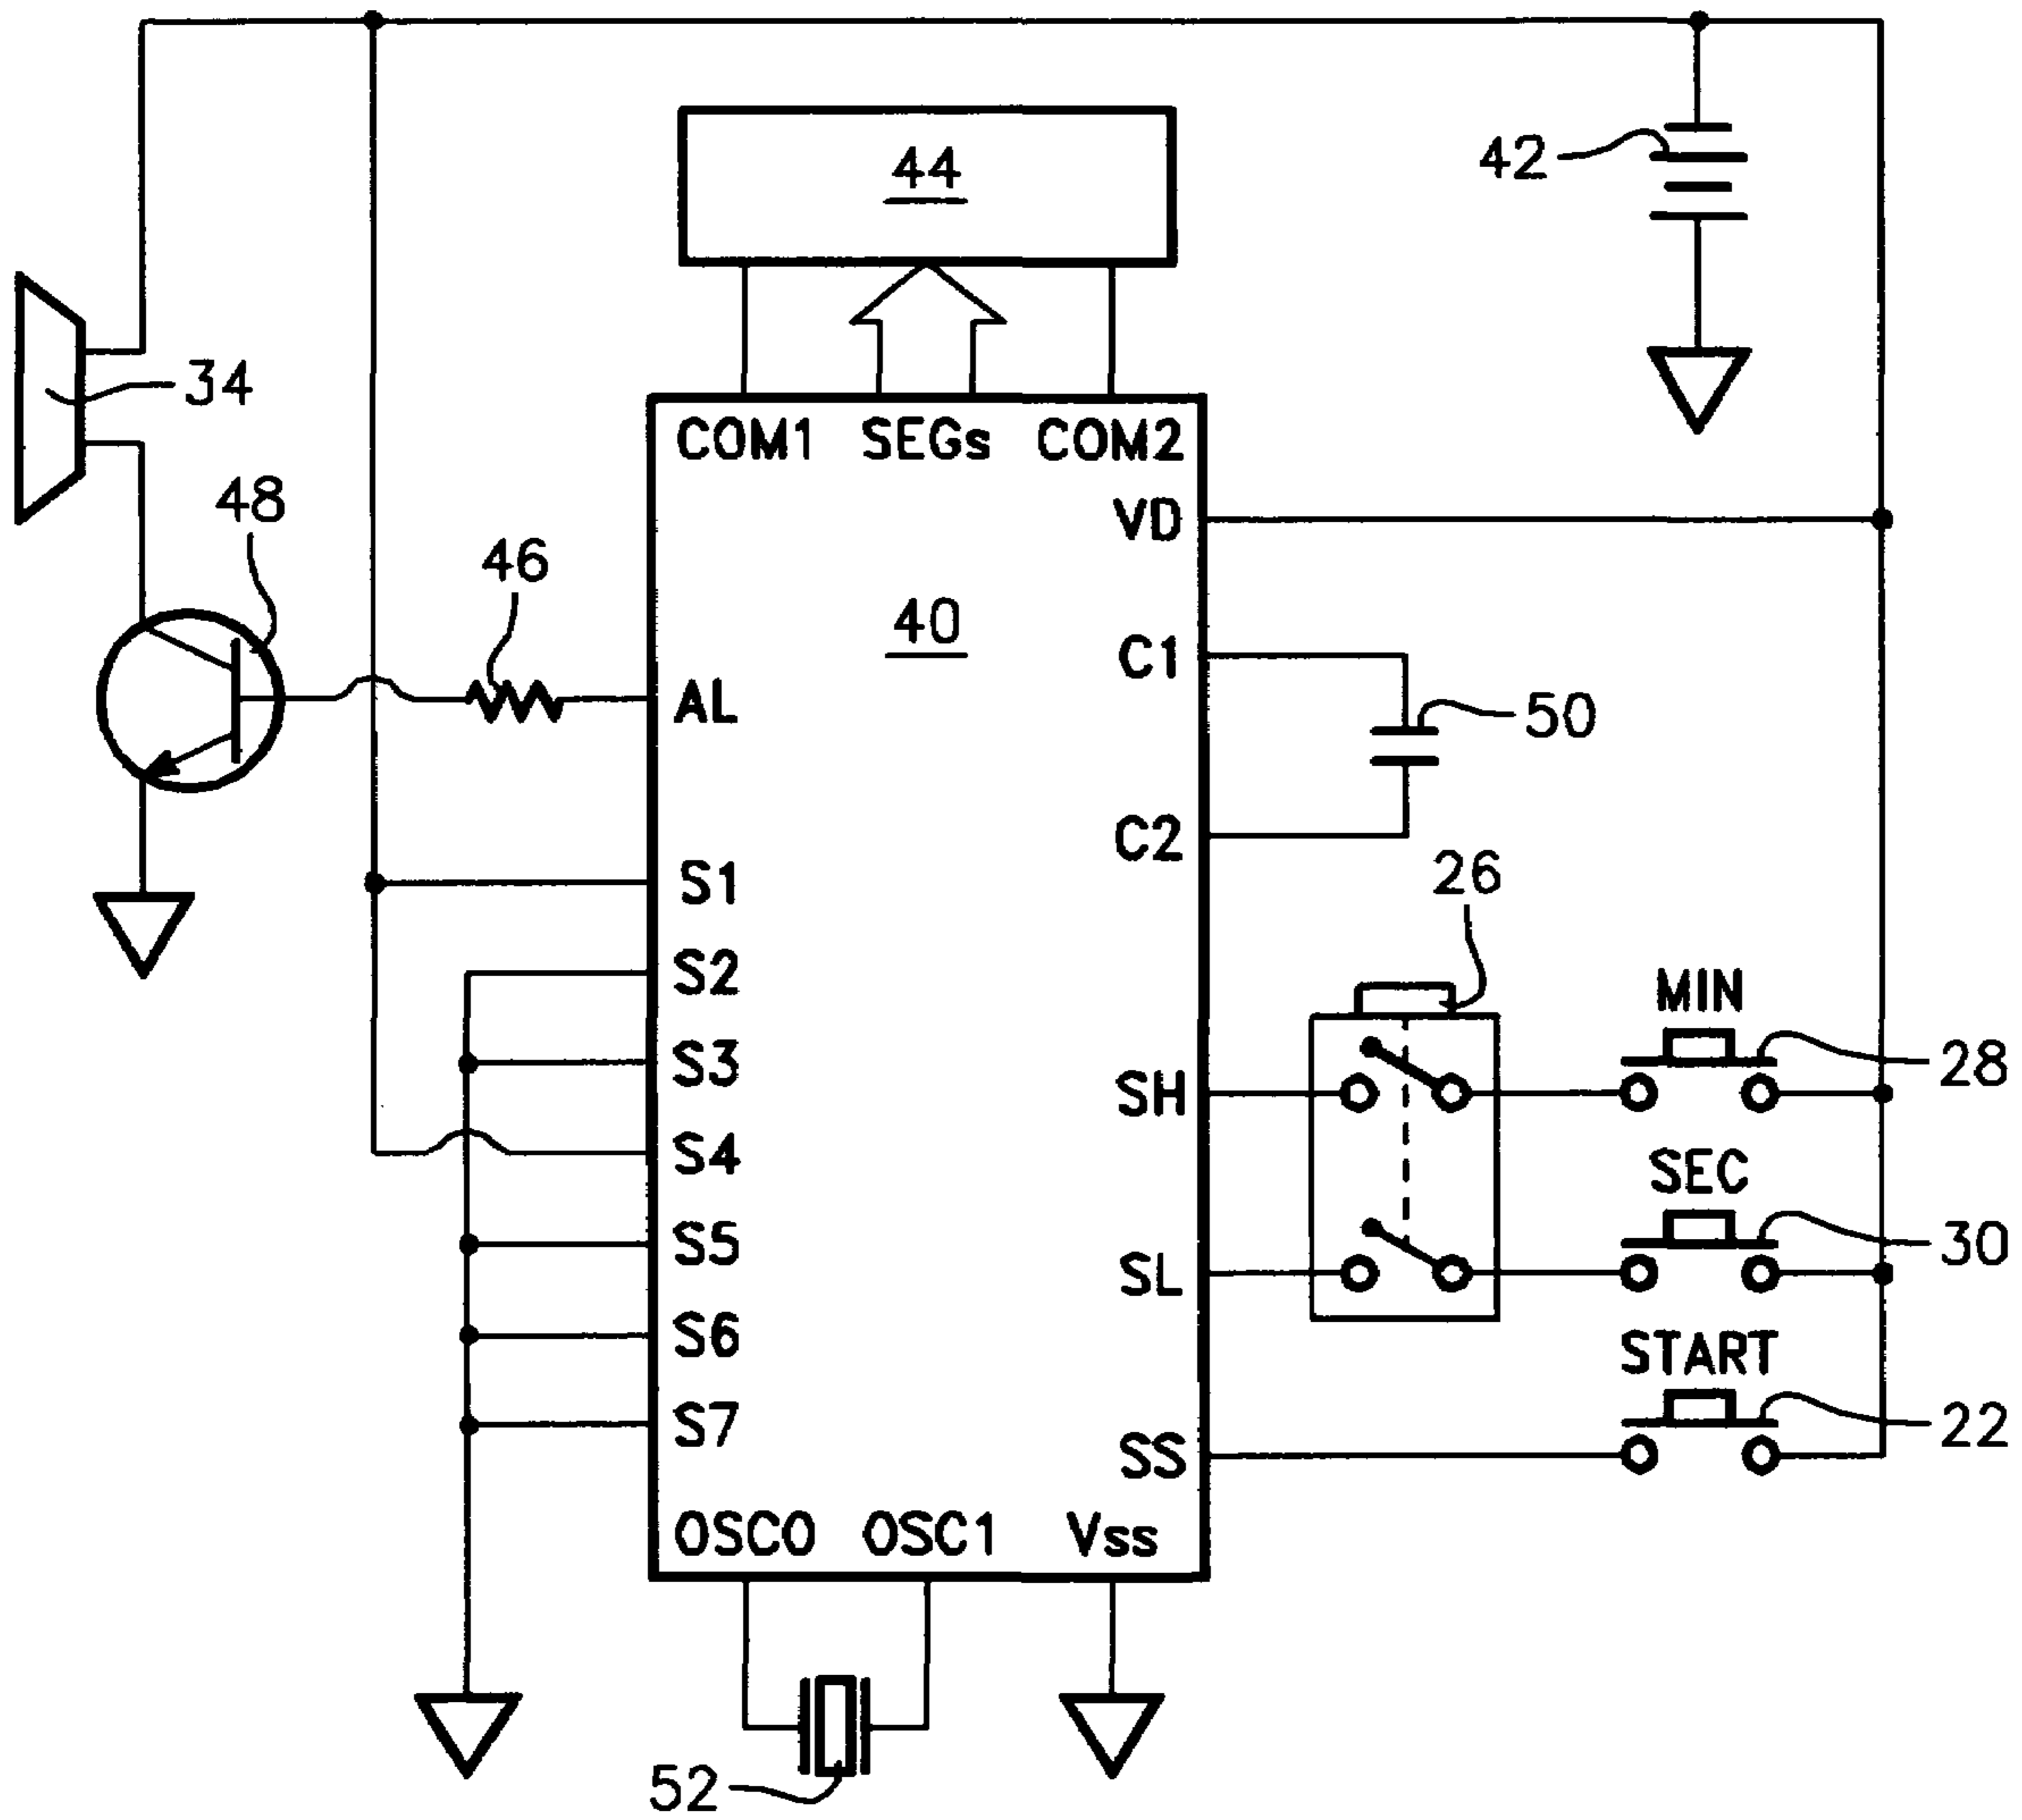 44
42
34
COM1 SEGs COM2
48
VD
46
40
C1
AL
50
C2
26
S1
S2
MIN
S3
28
SH
S4
SEC
S5
30
SL
S6
START
S7
22
SS
OSC0 OSC1 Vss
52